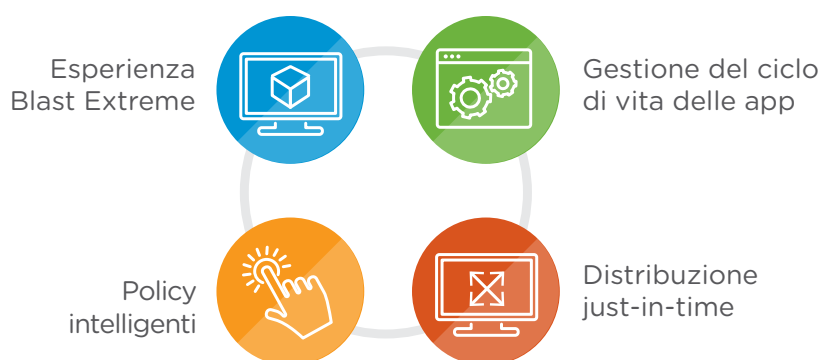 Esperienza
Blast Extreme
Gestione del ciclo
di vita delle app
Policy
intelligenti
Distribuzione
just-in-time